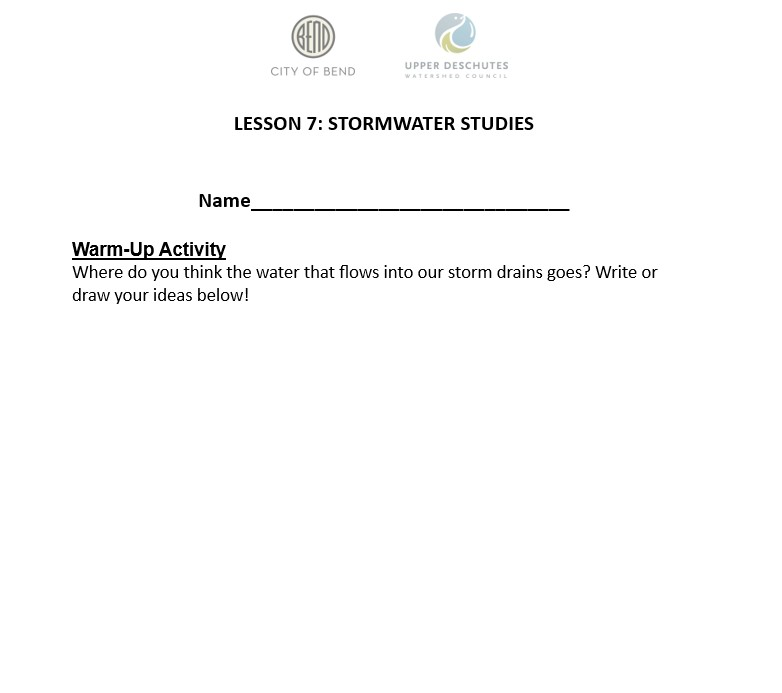 BEND
CITY OF BEND
UPPER DESCHUTES
WATERSHED COUNCIL
LESSON 7: STORMWATER STUDIES
Name______________________________
Warm-Up Activity
Where do you think the water that flows into our storm drains goes? Write or
draw your ideas below!